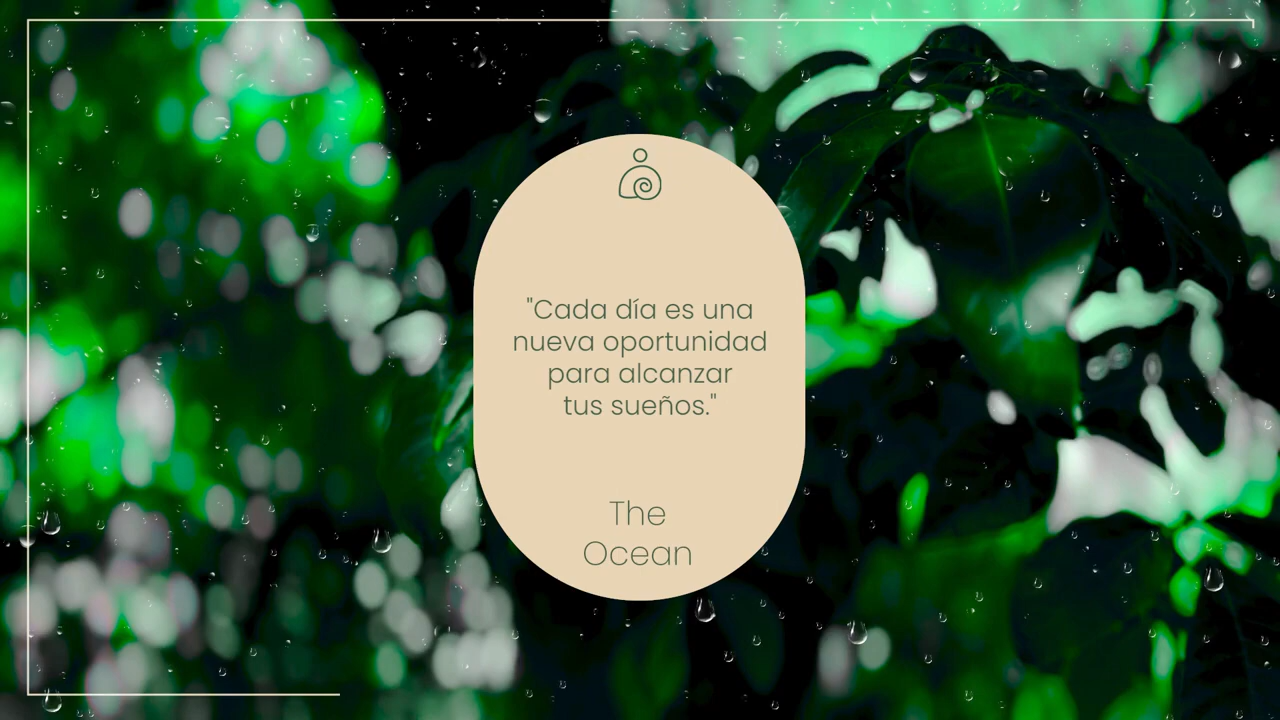 "Cada día es una
nueva oportunidad
para alcanzar
tus sueños."
The
Ocean